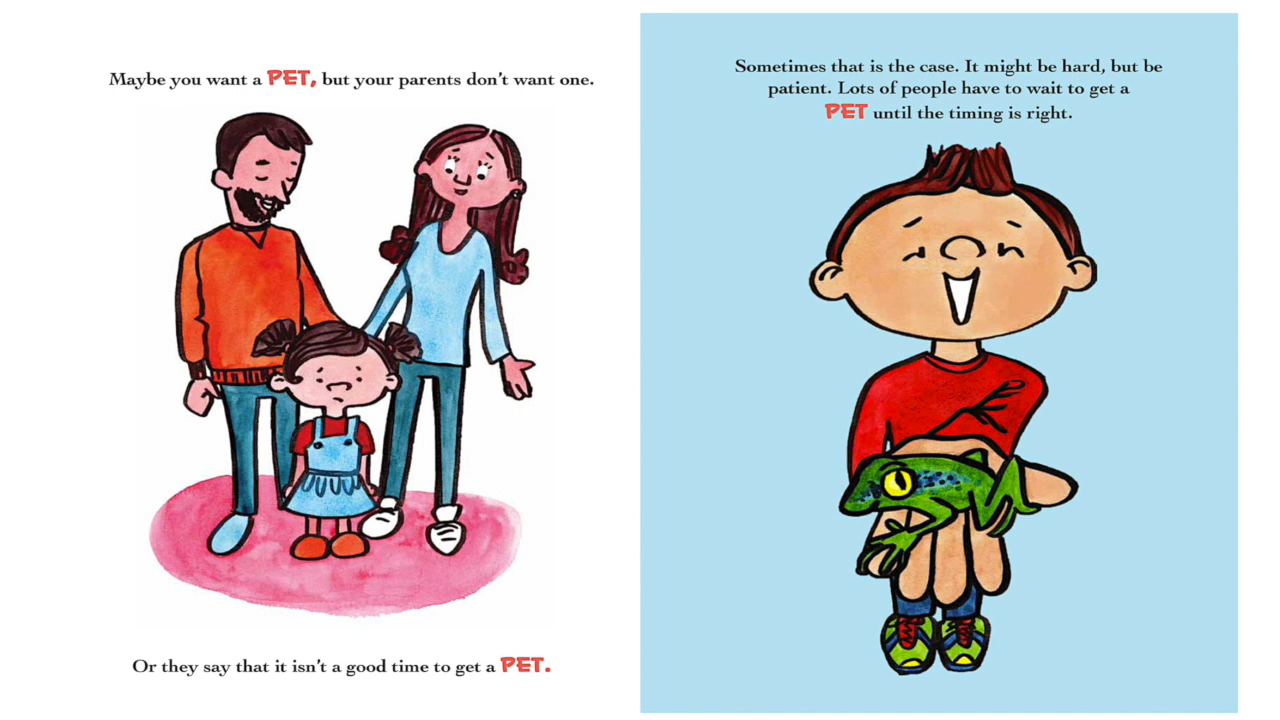 Maybe you want a PET, but your parents don't want one.
Or they say that it isn't a good time to get a PET.
Sometimes that is the case. It might be hard, but be
patient. Lots of people have to wait to get a
PET until the timing is right.